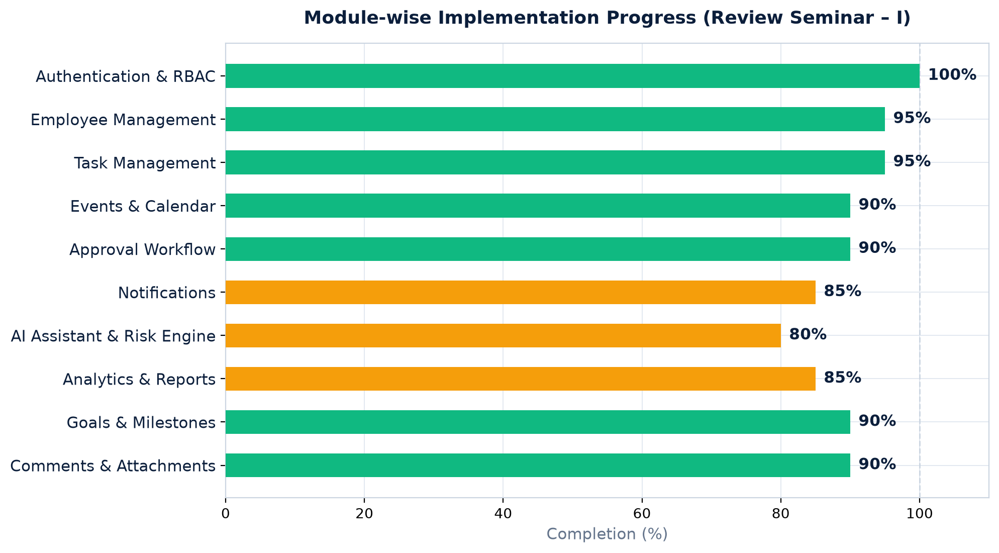 Module-wise Implementation Progress (Review Seminar – I)
Authentication & RBAC 100%
Employee Management 95%
Task Management 95%
Events & Calendar 90%
Approval Workflow 90%
Notifications 85%
AI Assistant & Risk Engine 80%
Analytics & Reports 85%
Goals & Milestones 90%
Comments & Attachments 90%
0 20 40 60 80 100
Completion (%)